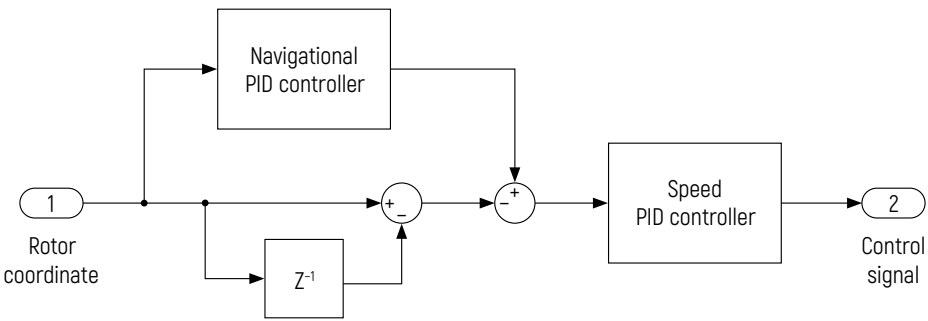 Navigational
PID controller
1
Rotor
coordinate
+
−
Z⁻¹
+
−
Speed
PID controller
2
Control
signal